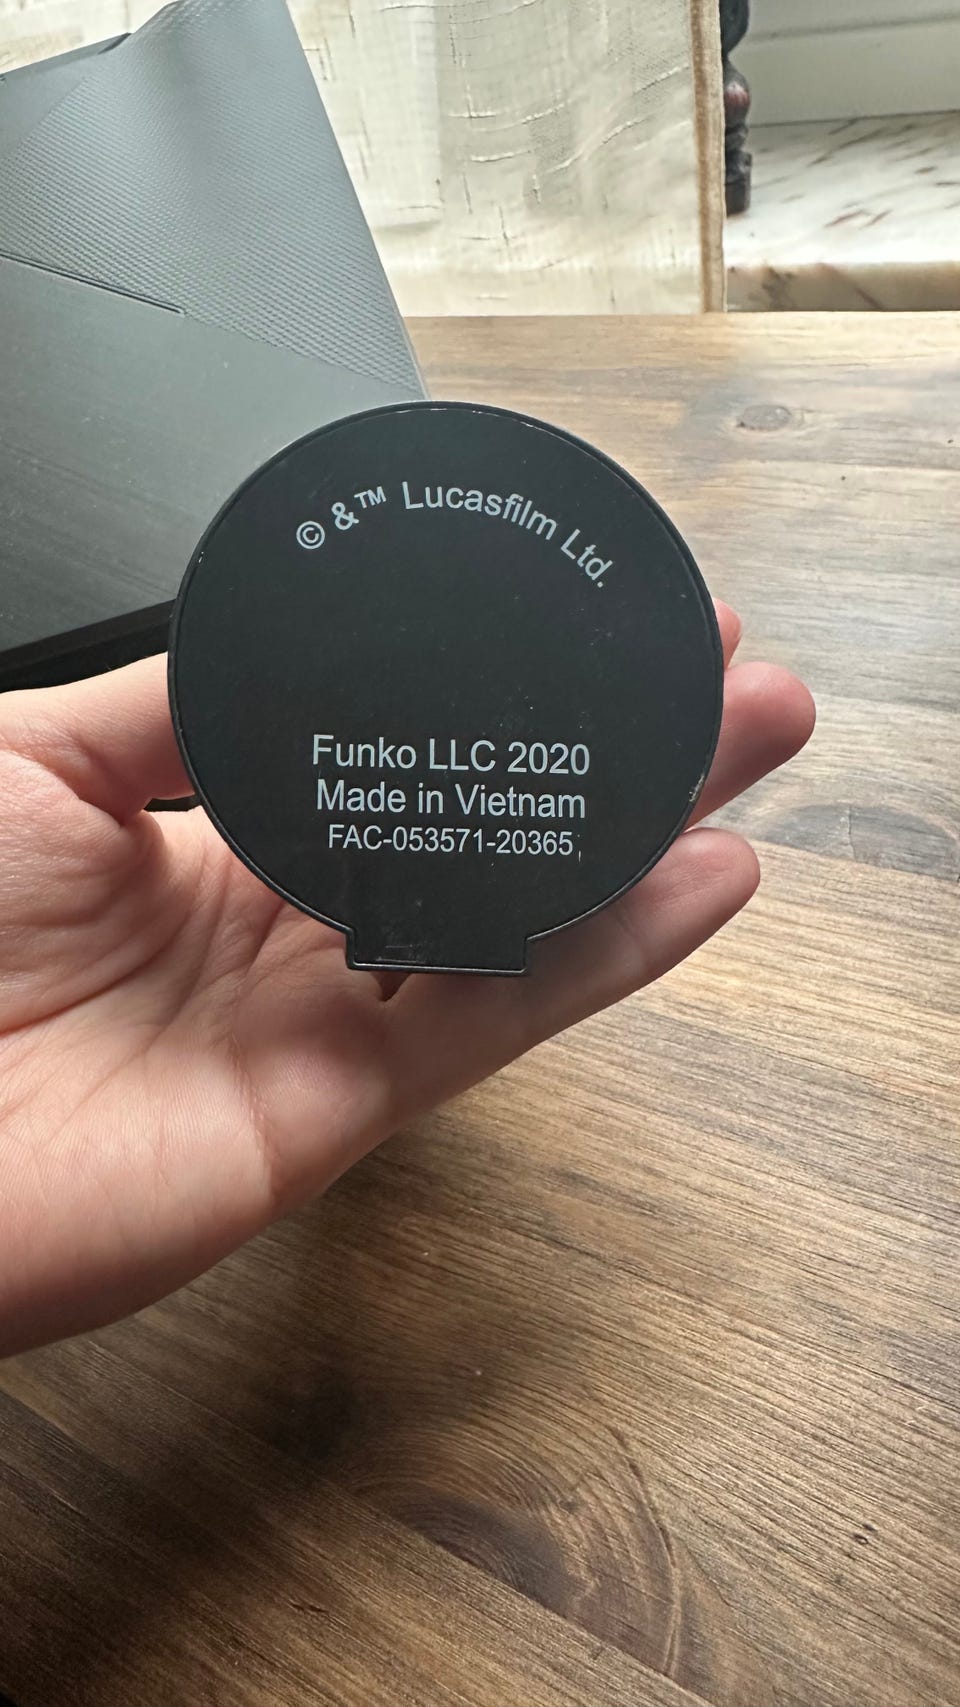 © &™ Lucasfilm Ltd.
Funko LLC 2020
Made in Vietnam
FAC-053571-20365